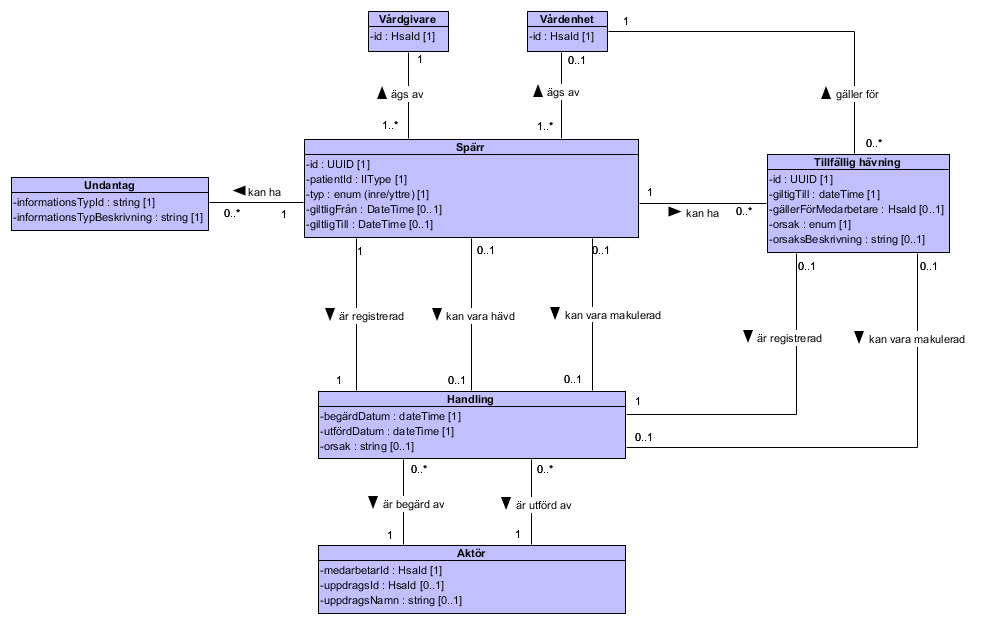 Vårdgivare
-id : HsaId [1]
Vårdenhet
-id : HsaId [1]
1
1
0..1
ägs av
ägs av
gäller för
1..*
1..*
0..*
Spärr
-id : UUID [1]
-patientId : IIType [1]
-typ : enum (inre/yttre) [1]
-giltligFrån : DateTime [0..1]
-giltligTill : DateTime [0..1]
Tillfällig hävning
-id : UUID [1]
-giltigTill : dateTime [1]
-gällerFörMedarbetare : HsaId [0..1]
-orsak : enum [1]
-orsaksBeskrivning : string [0..1]
Undantag
-informationsTypId : string [1]
-informationsTypBeskrivning : string [1]
kan ha
0..*
1
1
kan ha
0..*
1
0..1
0..1
0..1
0..1
är registrerad
kan vara hävd
kan vara makulerad
är registrerad
kan vara makulerad
1
0..1
0..1
1
0..1
Handling
-begärdDatum : dateTime [1]
-utfördDatum : dateTime [1]
-orsak : string [0..1]
0..*
0..*
är begärd av
är utförd av
1
1
Aktör
-medarbetarId : HsaId [1]
-uppdragsId : HsaId [0..1]
-uppdragsNamn : string [0..1]